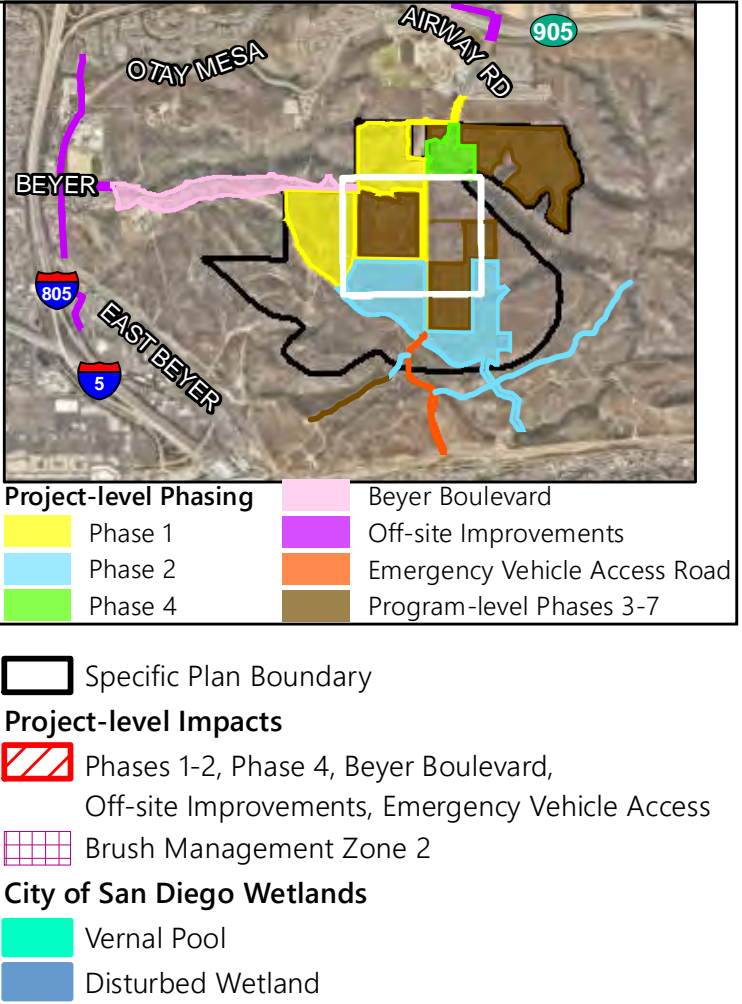 AIRWAY RD
905
OTAY MESA
BEYER
805
EAST BEYER
5
Project-level Phasing
Phase 1
Phase 2
Phase 4
Beyer Boulevard
Off-site Improvements
Emergency Vehicle Access Road
Program-level Phases 3-7
Specific Plan Boundary
Project-level Impacts
Phases 1-2, Phase 4, Beyer Boulevard,
Off-site Improvements, Emergency Vehicle Access
Brush Management Zone 2
City of San Diego Wetlands
Vernal Pool
Disturbed Wetland